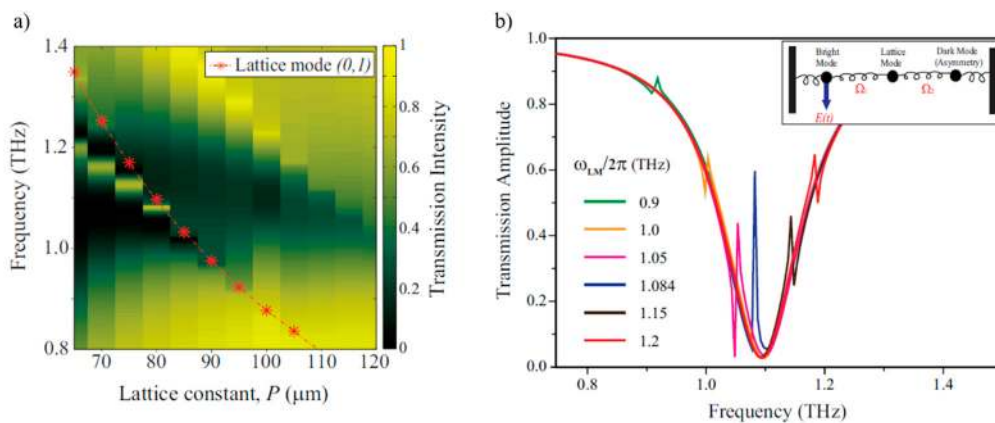 a)
1.4
1.2
1.0
0.8
Frequency (THz)
70
80
90
100
110
120
Lattice constant, P (μm)
Lattice mode (0,1)
1
0.8
0.6
0.4
0.2
0
Transmission Intensity
b)
1.0
0.8
0.6
0.4
0.2
0.0
Transmission Amplitude
0.8
1.0
1.2
1.4
Frequency (THz)
ω_LM/2π (THz)
0.9
1.0
1.05
1.084
1.15
1.2
Bright Mode
Lattice Mode
Dark Mode (Asymmetry)
Ω₁
Ω₂
E(t)